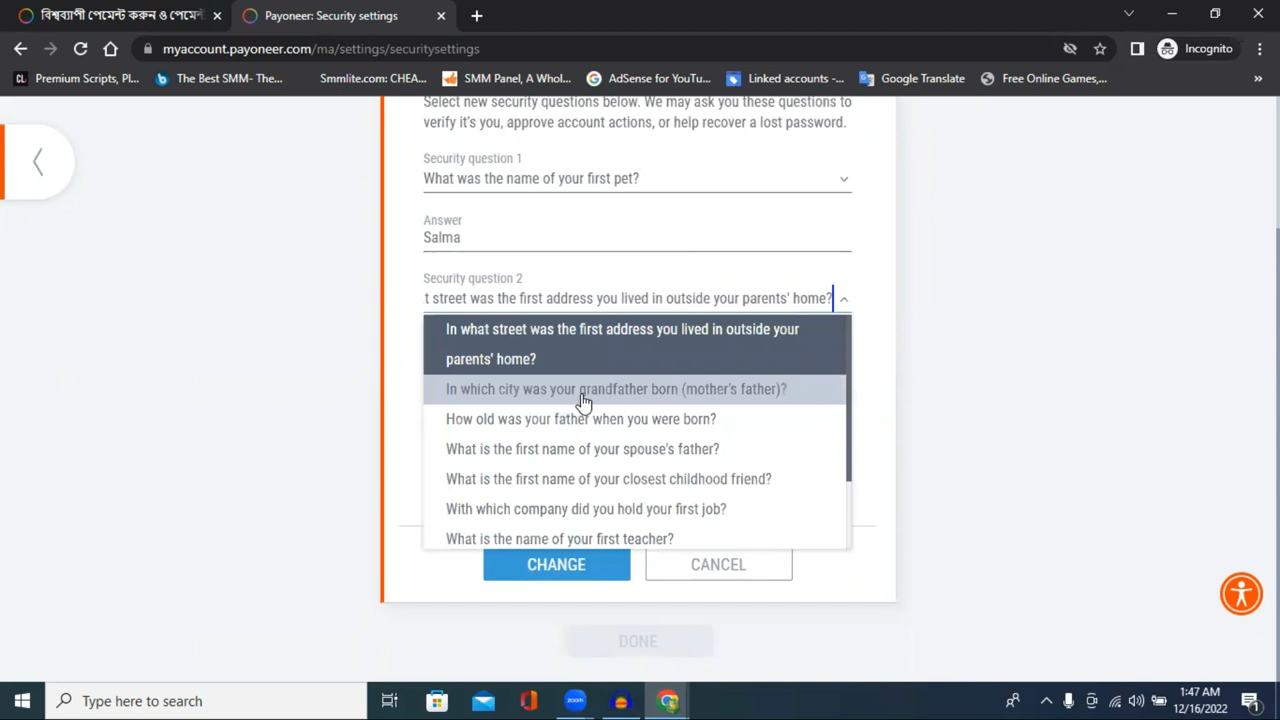 বিশ্বব্যাপী পেমেন্ট করুন ও পেমেন্ট
Payoneer: Security settings
myaccount.payoneer.com/ma/settings/securitysettings
Incognito
CL Premium Scripts, Pl...
The Best SMM- The...
Smmlite.com: CHEA...
SMM Panel, A Whol...
AdSense for YouTu...
Linked accounts -...
Google Translate
Free Online Games,...
Select new security questions below. We may ask you these questions to
verify it's you, approve account actions, or help recover a lost password.
Security question 1
What was the name of your first pet?
Answer
Salma
Security question 2
t street was the first address you lived in outside your parents' home?
In what street was the first address you lived in outside your
parents' home?
In which city was your grandfather born (mother's father)?
How old was your father when you were born?
What is the first name of your spouse's father?
What is the first name of your closest childhood friend?
With which company did you hold your first job?
What is the name of your first teacher?
CHANGE
CANCEL
DONE
Type here to search
zoom
1:47 AM
12/16/2022
1